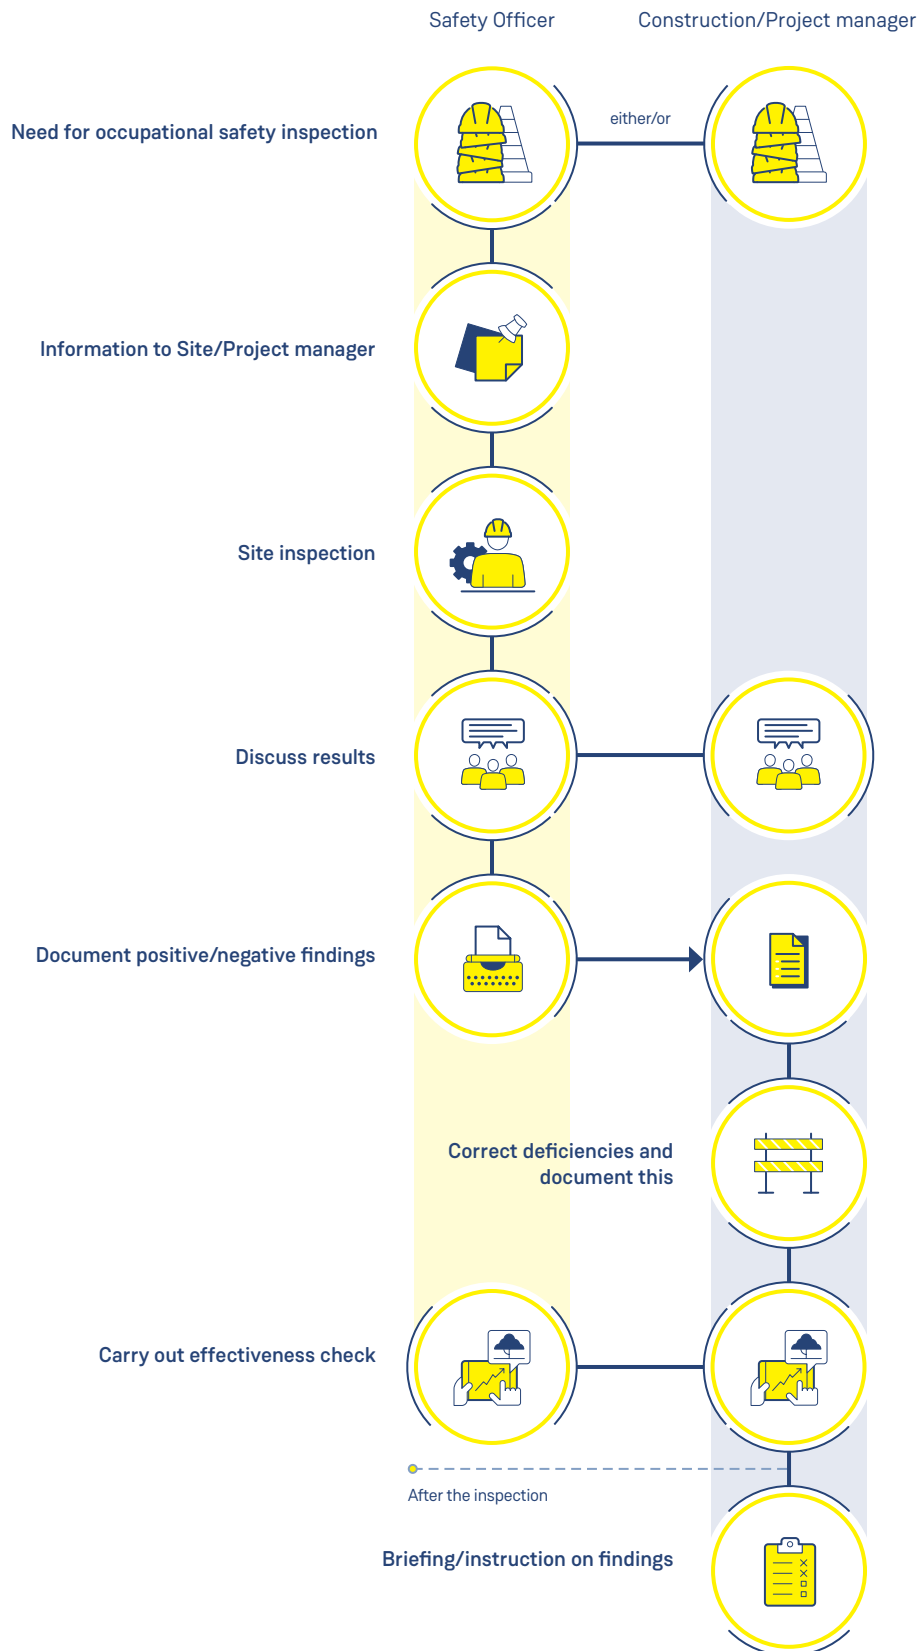 Safety Officer
Construction/Project manager
Need for occupational safety inspection
either/or
Information to Site/Project manager
Site inspection
Discuss results
Document positive/negative findings
Correct deficiencies and
document this
Carry out effectiveness check
After the inspection
Briefing/instruction on findings